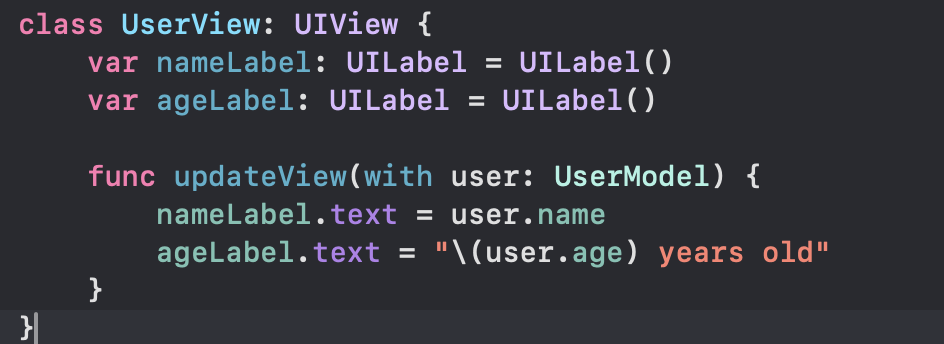 class UserView: UIView {
    var nameLabel: UILabel = UILabel()
    var ageLabel: UILabel = UILabel()

    func updateView(with user: UserModel) {
        nameLabel.text = user.name
        ageLabel.text = "\(user.age) years old"
    }
}